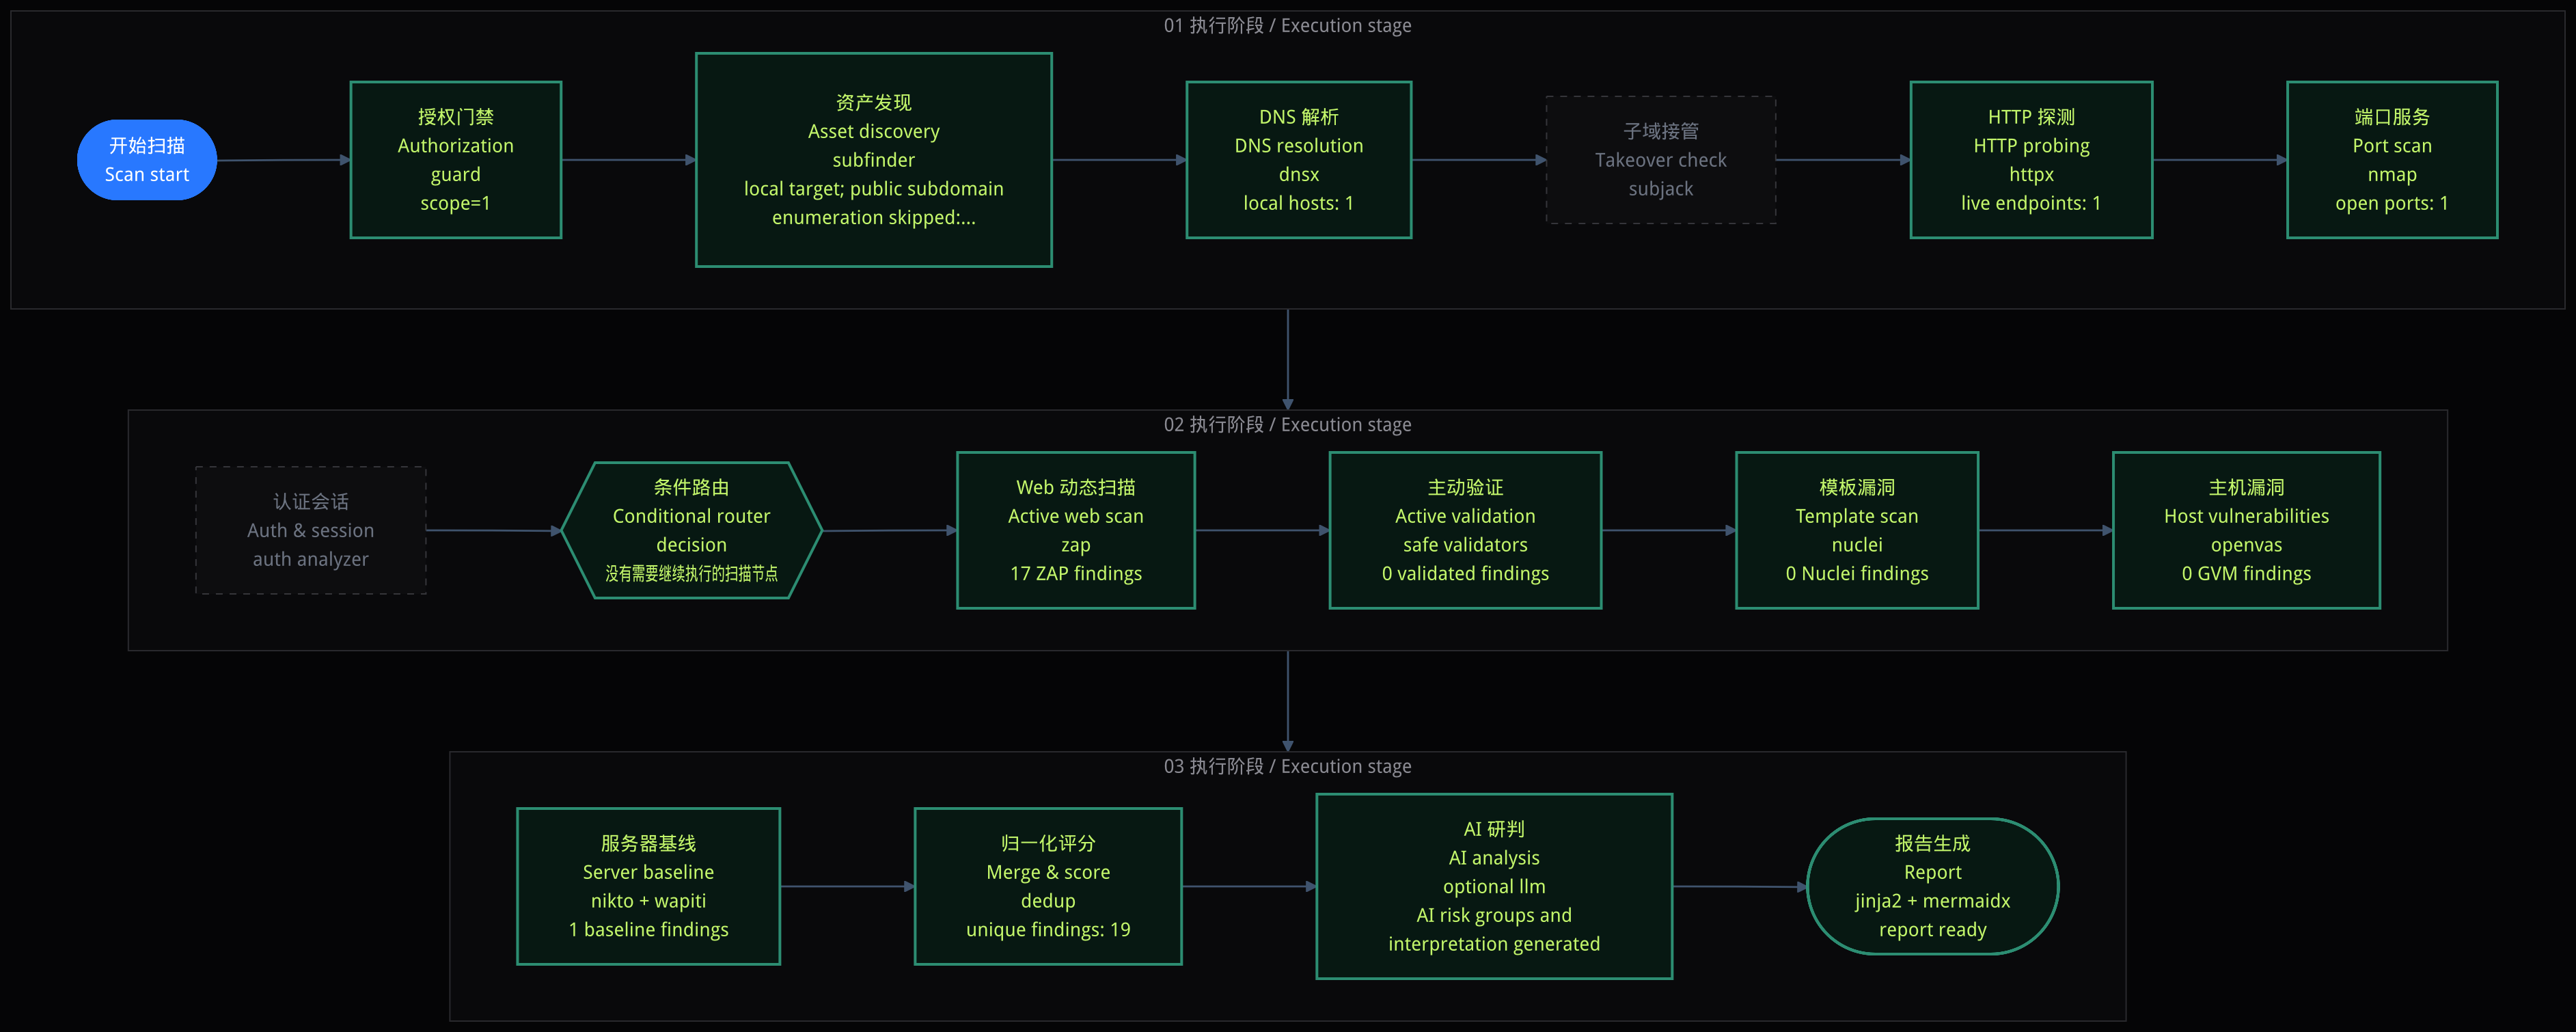 01 执行阶段 / Execution stage
开始扫描
Scan start
授权门禁
Authorization
guard
scope=1
资产发现
Asset discovery
subfinder
local target; public subdomain
enumeration skipped:...
DNS 解析
DNS resolution
dnsx
local hosts: 1
子域接管
Takeover check
subjack
HTTP 探测
HTTP probing
httpx
live endpoints: 1
端口服务
Port scan
nmap
open ports: 1
02 执行阶段 / Execution stage
认证会话
Auth & session
auth analyzer
条件路由
Conditional router
decision
没有需要继续执行的扫描节点
Web 动态扫描
Active web scan
zap
17 ZAP findings
主动验证
Active validation
safe validators
0 validated findings
模板漏洞
Template scan
nuclei
0 Nuclei findings
主机漏洞
Host vulnerabilities
openvas
0 GVM findings
03 执行阶段 / Execution stage
服务器基线
Server baseline
nikto + wapiti
1 baseline findings
归一化评分
Merge & score
dedup
unique findings: 19
AI 研判
AI analysis
optional llm
AI risk groups and
interpretation generated
报告生成
Report
jinja2 + mermaidx
report ready